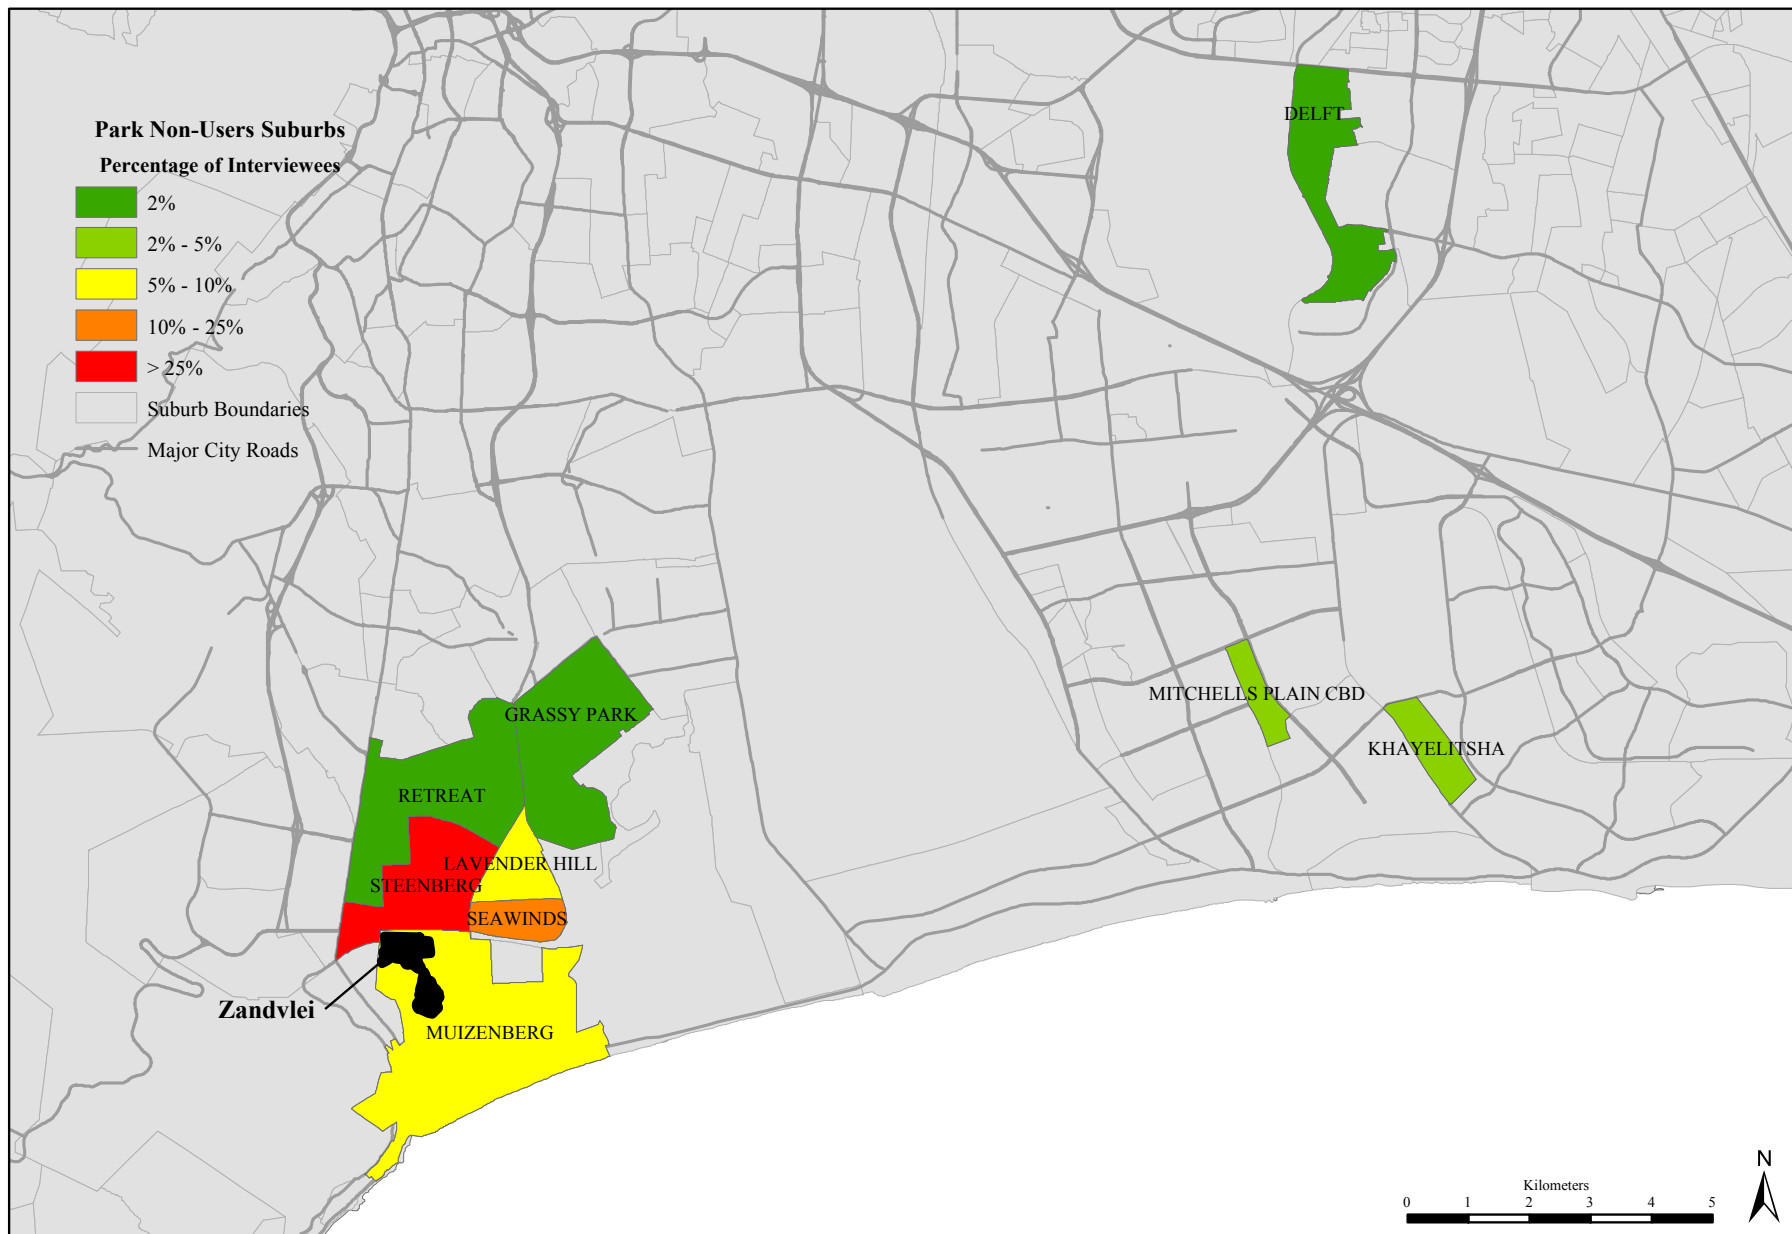 Park Non-Users Suburbs
Percentage of Interviewees
2%
2% - 5%
5% - 10%
10% - 25%
> 25%
Suburb Boundaries
Major City Roads
DELFT
GRASSY PARK
MITCHELLS PLAIN CBD
KHAYELITSHA
RETREAT
LAVENDER HILL
STEENBERG
SEAWINDS
Zandvlei
MUIZENBERG
N
Kilometers
0 1 2 3 4 5